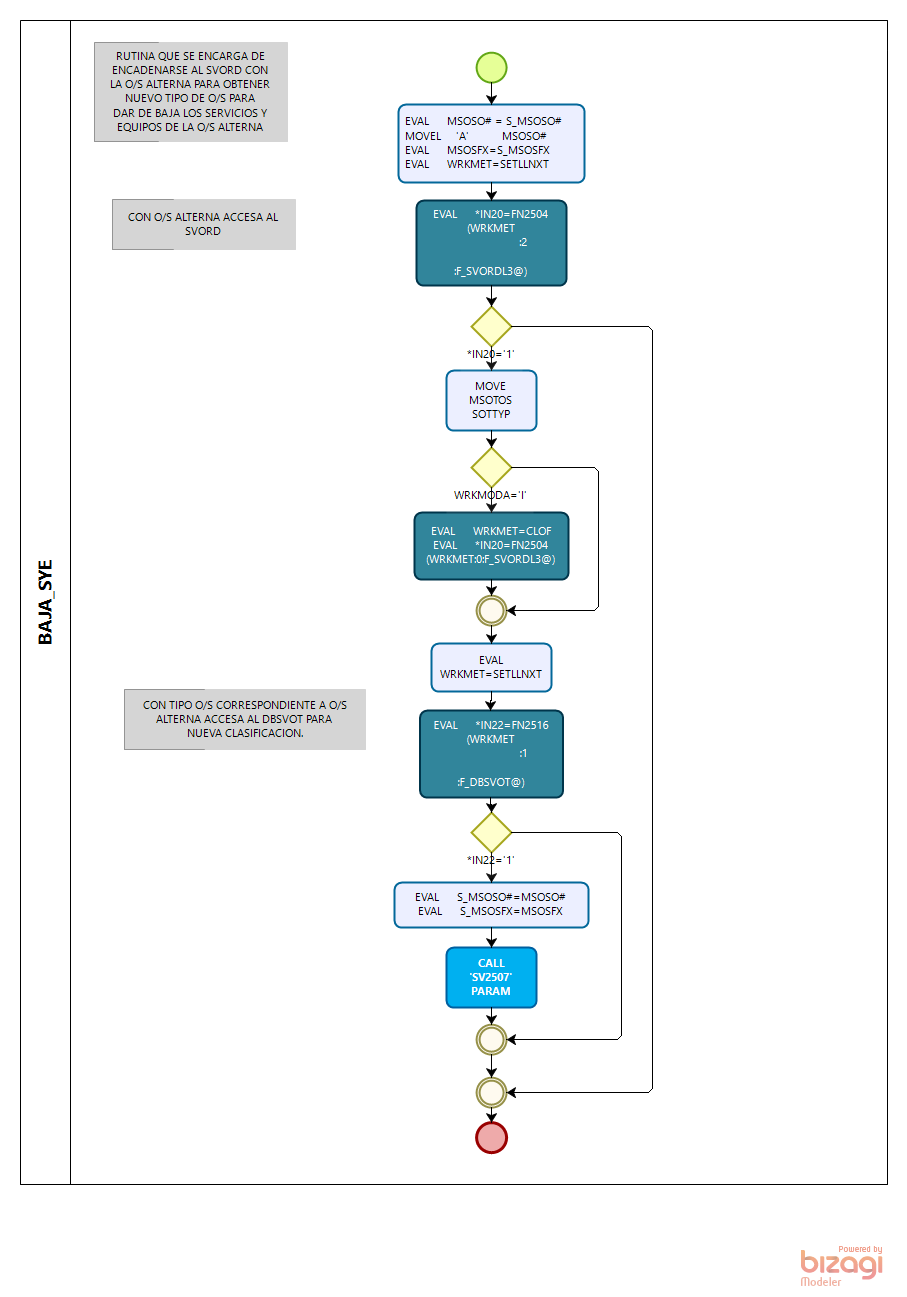 BAJA_SYE
RUTINA QUE SE ENCARGA DE
ENCADENARSE AL SVORD CON
LA O/S ALTERNA PARA OBTENER
NUEVO TIPO DE O/S PARA
DAR DE BAJA LOS SERVICIOS Y
EQUIPOS DE LA O/S ALTERNA
EVAL MSOSO# = S_MSOSO#
MOVEL 'A' MSOSO#
EVAL MSOSFX=S_MSOSFX
EVAL WRKMET=SETLLNXT
CON O/S ALTERNA ACCESA AL
SVORD
EVAL *IN20=FN2504
(WRKMET
:2
:F_SVORDL3@)
*IN20='1'
MOVE
MSOTOS
SOTTYP
WRKMODA='I'
EVAL WRKMET=CLOF
EVAL *IN20=FN2504
(WRKMET:0:F_SVORDL3@)
EVAL
WRKMET=SETLLNXT
CON TIPO O/S CORRESPONDIENTE A O/S
ALTERNA ACCESA AL DBSVOT PARA
NUEVA CLASIFICACION.
EVAL *IN22=FN2516
(WRKMET
:1
:F_DBSVOT@)
*IN22='1'
EVAL S_MSOSO#=MSOSO#
EVAL S_MSOSFX=MSOSFX
CALL
'SV2507'
PARAM
Powered by
bizagi
Modeler